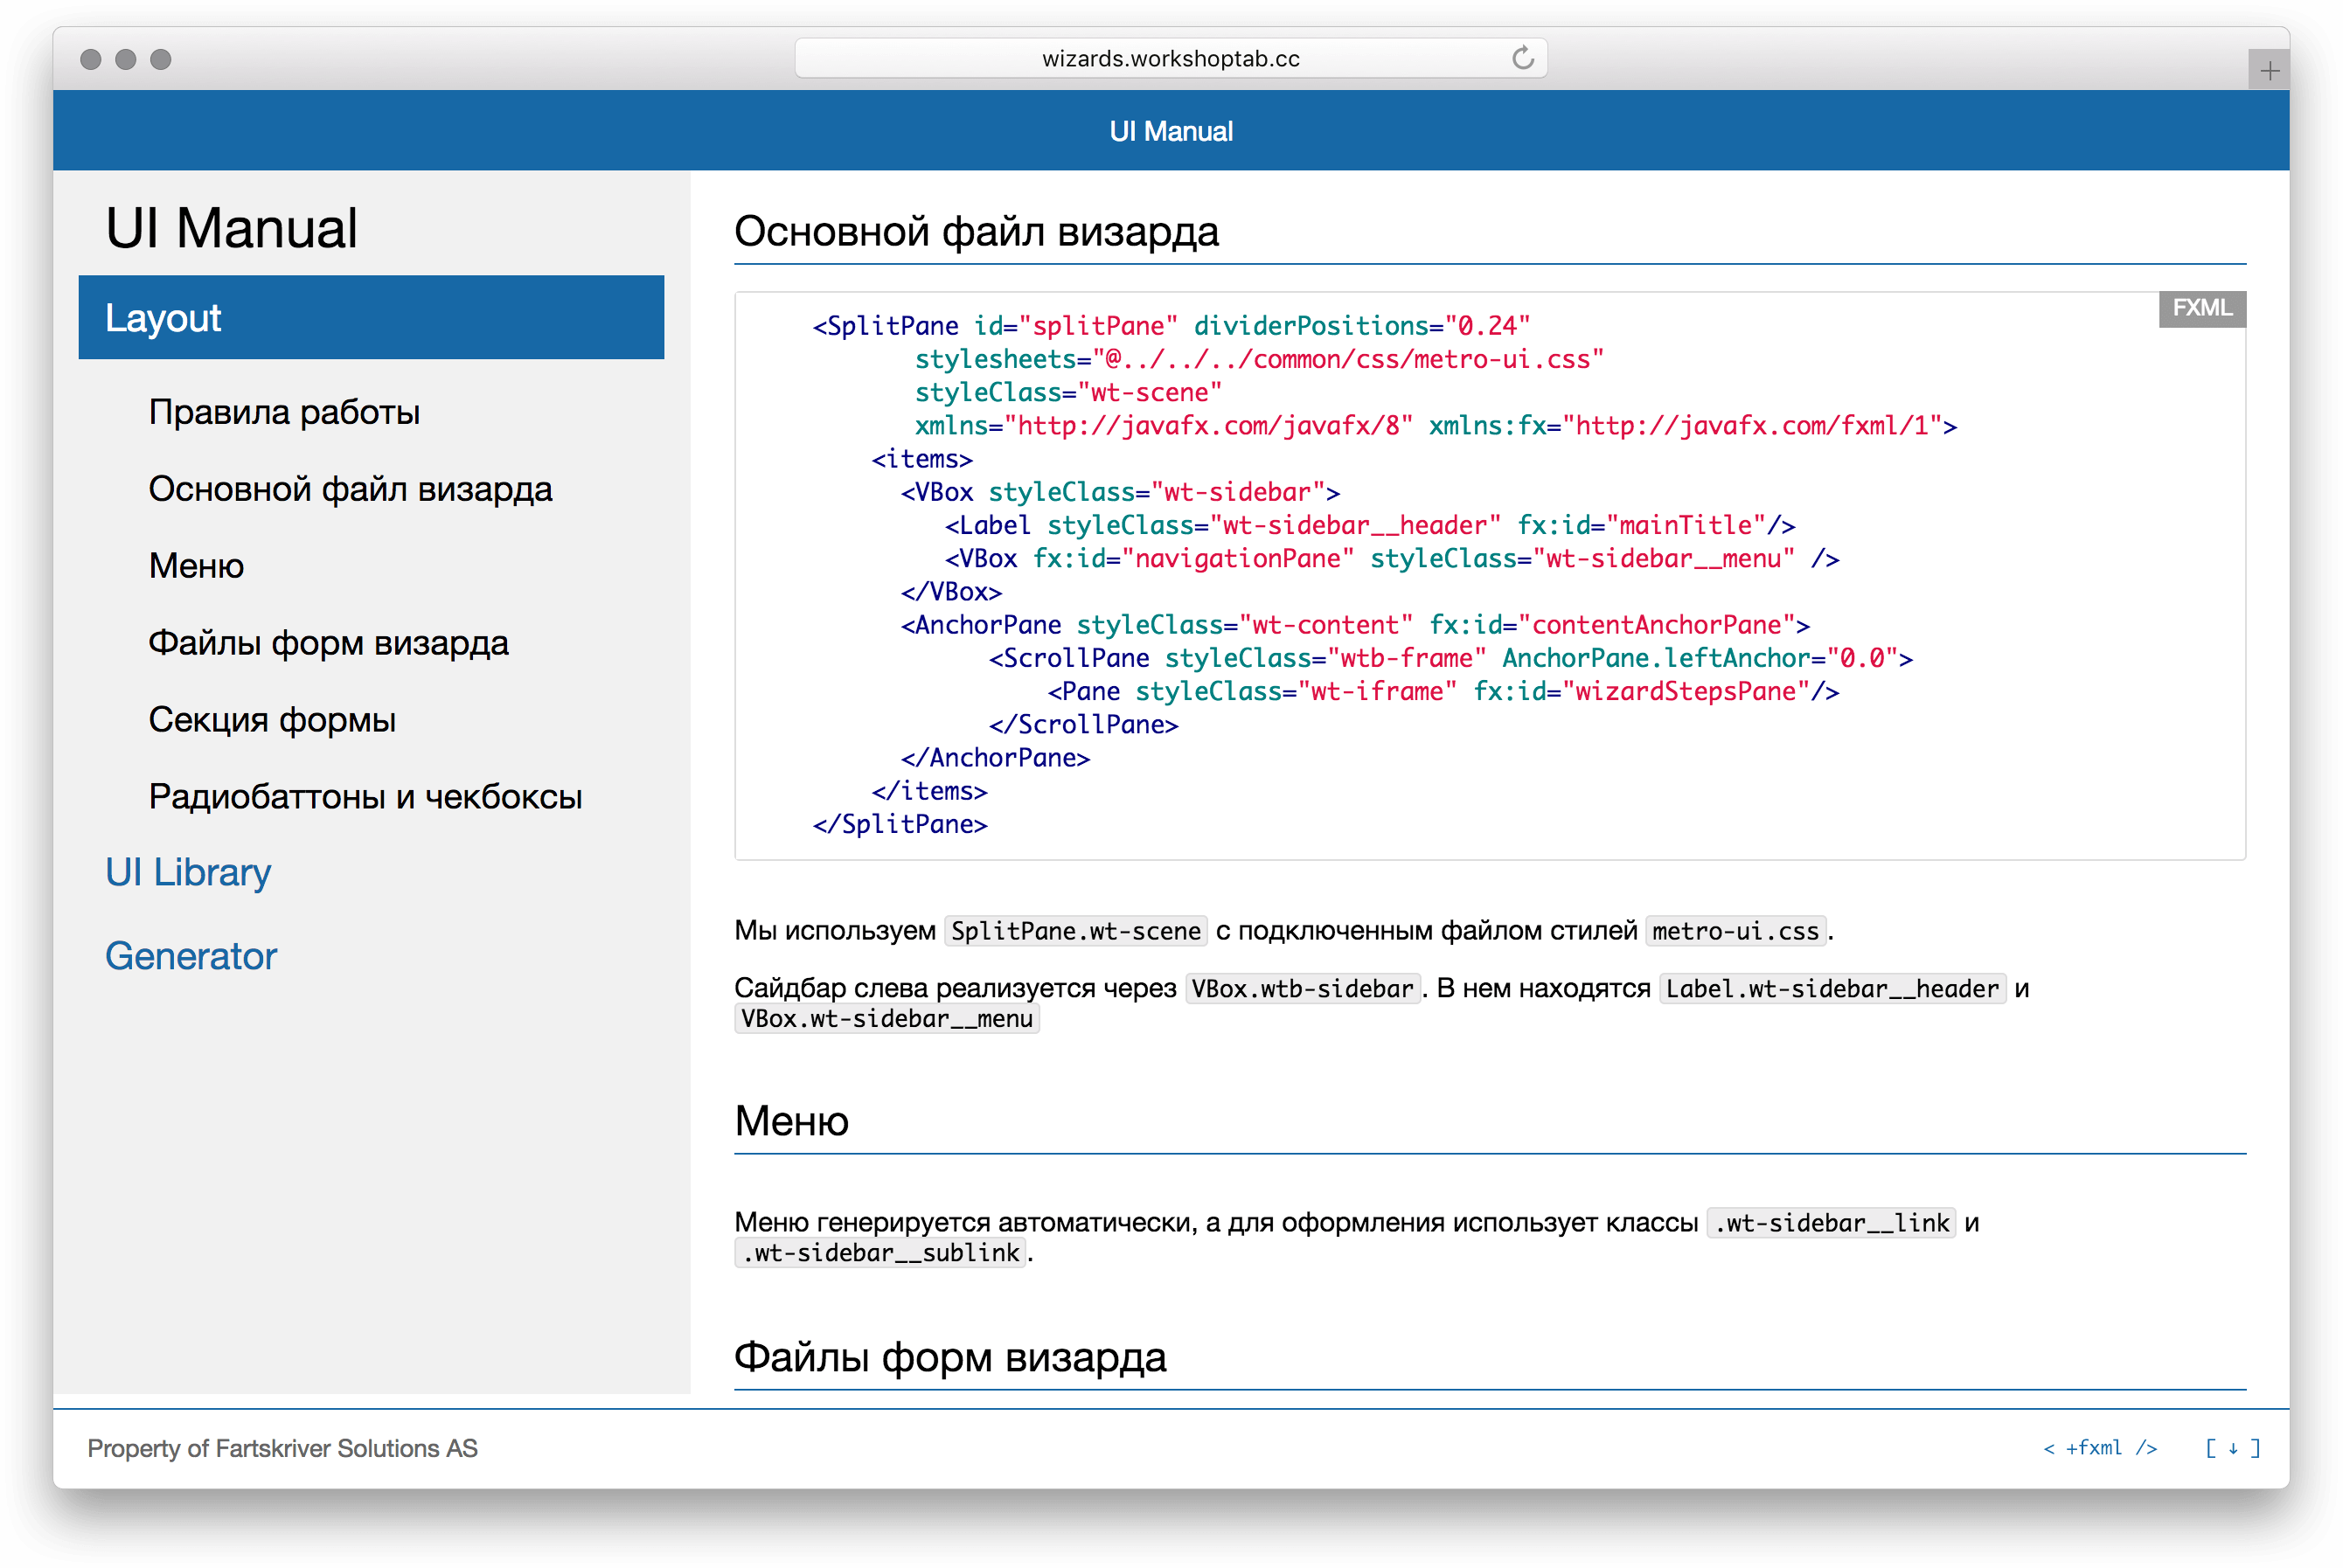 wizards.workshoptab.cc
UI Manual
UI Manual
Layout
Правила работы
Основной файл визарда
Меню
Файлы форм визарда
Секция формы
Радиобаттоны и чекбоксы
UI Library
Generator
Основной файл визарда
FXML
<SplitPane id="splitPane" dividerPositions="0.24"
stylesheets="@../../../common/css/metro-ui.css"
styleClass="wt-scene"
xmlns="http://javafx.com/javafx/8" xmlns:fx="http://javafx.com/fxml/1">
<items>
<VBox styleClass="wt-sidebar">
<Label styleClass="wt-sidebar__header" fx:id="mainTitle"/>
<VBox fx:id="navigationPane" styleClass="wt-sidebar__menu" />
</VBox>
<AnchorPane styleClass="wt-content" fx:id="contentAnchorPane">
<ScrollPane styleClass="wtb-frame" AnchorPane.leftAnchor="0.0">
<Pane styleClass="wt-iframe" fx:id="wizardStepsPane"/>
</ScrollPane>
</AnchorPane>
</items>
</SplitPane>
Мы используем SplitPane.wt-scene с подключенным файлом стилей metro-ui.css.
Сайдбар слева реализуется через VBox.wtb-sidebar. В нем находятся Label.wt-sidebar__header и
VBox.wt-sidebar__menu
Меню
Меню генерируется автоматически, а для оформления использует классы .wt-sidebar__link и
.wt-sidebar__sublink.
Файлы форм визарда
Property of Fartskriver Solutions AS
< +fxml />
[ ↓ ]